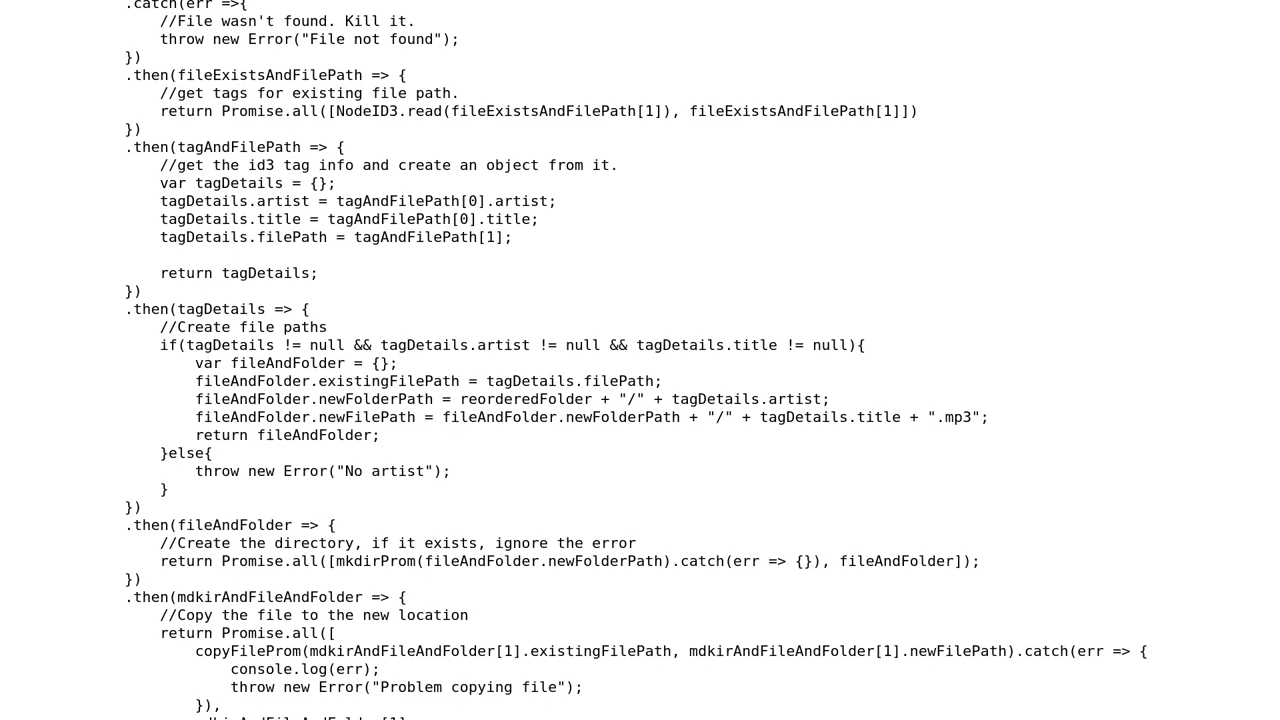 .catch(err =>{
//File wasn't found. Kill it.
throw new Error("File not found");
})
.then(fileExistsAndFilePath => {
//get tags for existing file path.
return Promise.all([NodeID3.read(fileExistsAndFilePath[1]), fileExistsAndFilePath[1]])
})
.then(tagAndFilePath => {
//get the id3 tag info and create an object from it.
var tagDetails = {};
tagDetails.artist = tagAndFilePath[0].artist;
tagDetails.title = tagAndFilePath[0].title;
tagDetails.filePath = tagAndFilePath[1];
return tagDetails;
})
.then(tagDetails => {
//Create file paths
if(tagDetails != null && tagDetails.artist != null && tagDetails.title != null){
var fileAndFolder = {};
fileAndFolder.existingFilePath = tagDetails.filePath;
fileAndFolder.newFolderPath = reorderedFolder + "/" + tagDetails.artist;
fileAndFolder.newFilePath = fileAndFolder.newFolderPath + "/" + tagDetails.title + ".mp3";
return fileAndFolder;
}else{
throw new Error("No artist");
}
})
.then(fileAndFolder => {
//Create the directory, if it exists, ignore the error
return Promise.all([mkdirProm(fileAndFolder.newFolderPath).catch(err => {}), fileAndFolder]);
})
.then(mdkirAndFileAndFolder => {
//Copy the file to the new location
return Promise.all([
copyFileProm(mdkirAndFileAndFolder[1].existingFilePath, mdkirAndFileAndFolder[1].newFilePath).catch(err => {
console.log(err);
throw new Error("Problem copying file");
}),